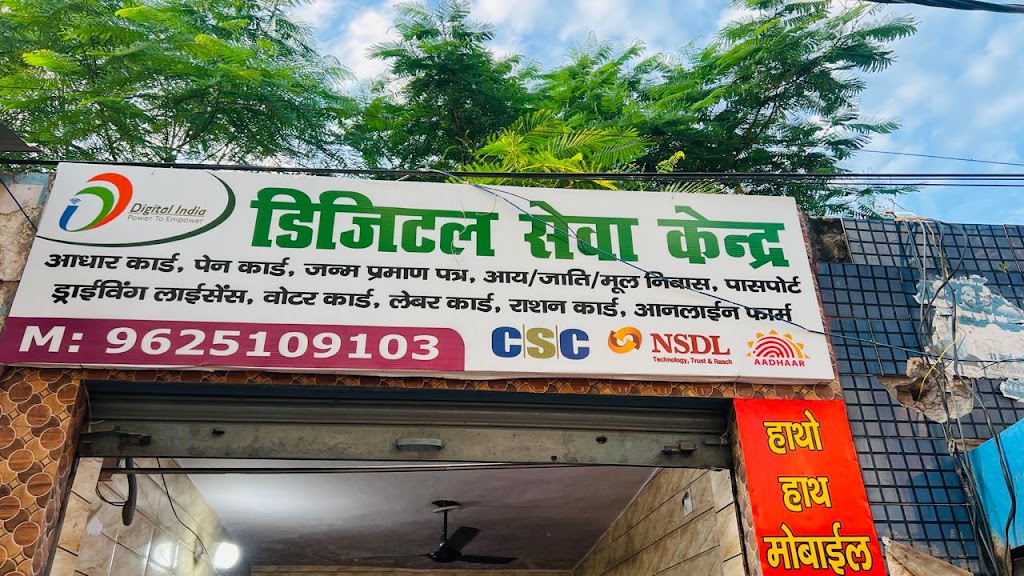 Digital India
Power To Empower
डिजिटल सेवा केन्द्र
आधार कार्ड, पेन कार्ड, जन्म प्रमाण पत्र, आय/जाति/मूल निबास, पासपोर्ट
ड्राईविंग लाईसेंस, वोटर कार्ड, लेबर कार्ड, राशन कार्ड, आनलाईन फार्म
M: 9625109103
CSC
NSDL
Technology, Trust & Reach
AADHAAR
हाथो
हाथ
मोबाईल